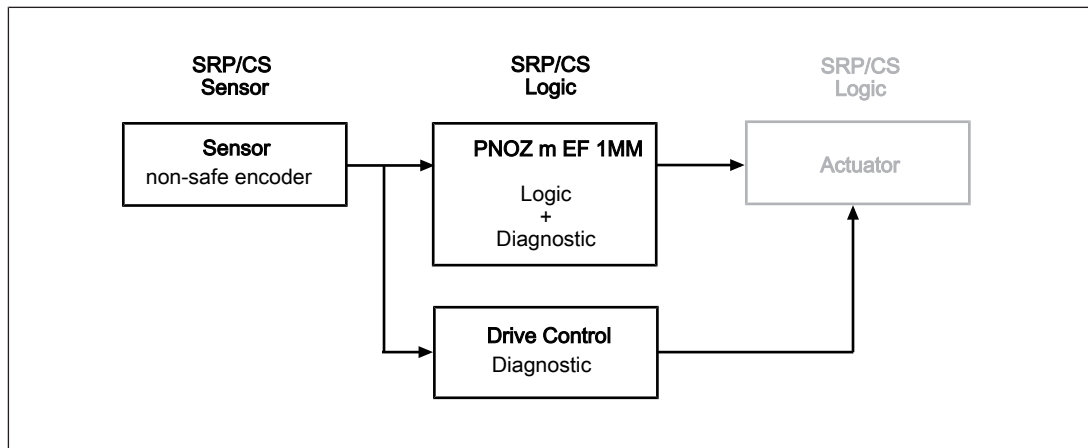 SRP/CS
Sensor
SRP/CS
Logic
SRP/CS
Logic
Sensor
non-safe encoder
PNOZ m EF 1MM
Logic
+
Diagnostic
Actuator
Drive Control
Diagnostic